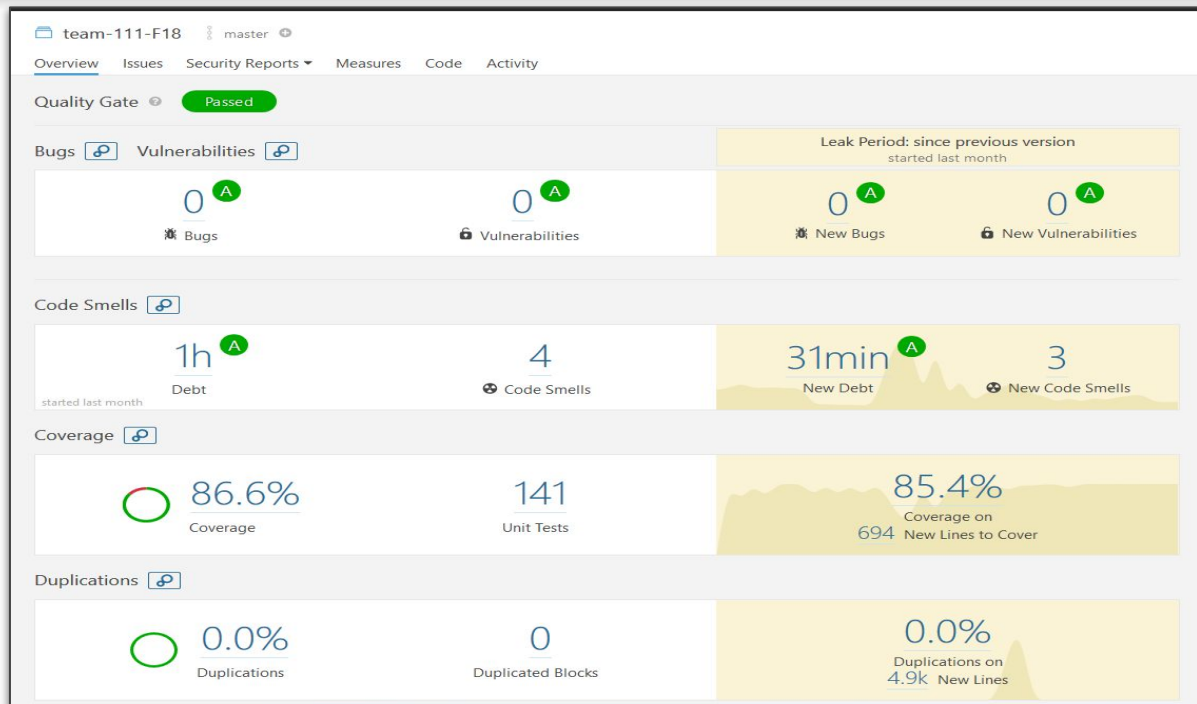 team-111-F18 master
Overview Issues Security Reports Measures Code Activity
Quality Gate ? Passed
Leak Period: since previous version
started last month
Bugs Vulnerabilities
0 A
Bugs
0 A
Vulnerabilities
0 A
New Bugs
0 A
New Vulnerabilities
Code Smells
1h A
Debt
started last month
4
Code Smells
31min A
New Debt
3
New Code Smells
Coverage
86.6%
Coverage
141
Unit Tests
85.4%
Coverage on
694 New Lines to Cover
Duplications
0.0%
Duplications
0
Duplicated Blocks
0.0%
Duplications on
4.9k New Lines